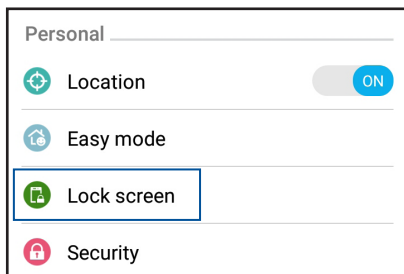 Personal
Location
ON
Easy mode
Lock screen
Security